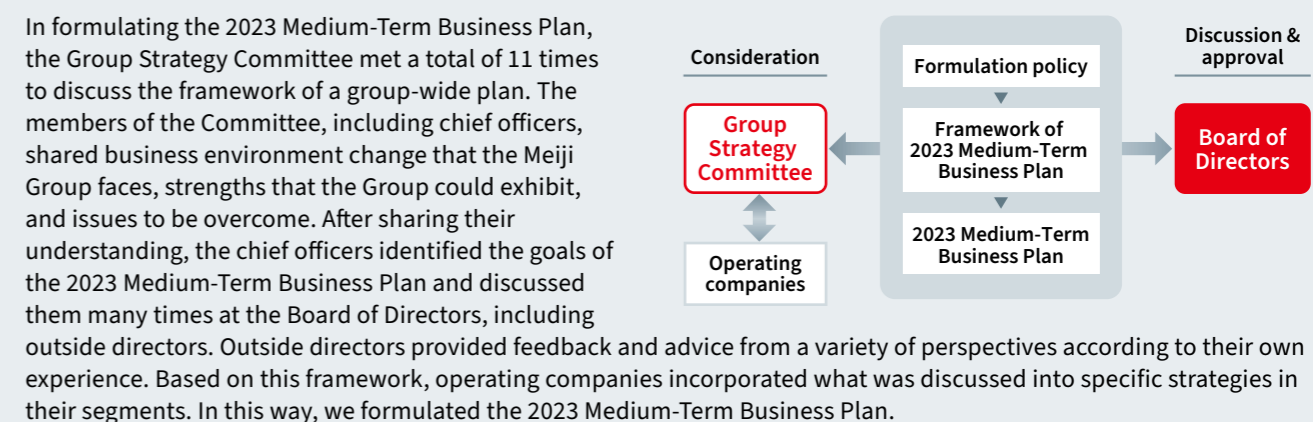 In formulating the 2023 Medium-Term Business Plan,
the Group Strategy Committee met a total of 11 times
to discuss the framework of a group-wide plan. The
members of the Committee, including chief officers,
shared business environment change that the Meiji
Group faces, strengths that the Group could exhibit,
and issues to be overcome. After sharing their
understanding, the chief officers identified the goals of
the 2023 Medium-Term Business Plan and discussed
them many times at the Board of Directors, including
outside directors. Outside directors provided feedback and advice from a variety of perspectives according to their own
experience. Based on this framework, operating companies incorporated what was discussed into specific strategies in
their segments. In this way, we formulated the 2023 Medium-Term Business Plan.
Consideration
Group
Strategy
Committee
Operating
companies
Formulation policy
Framework of
2023 Medium-Term
Business Plan
2023 Medium-Term
Business Plan
Discussion &
approval
Board of
Directors